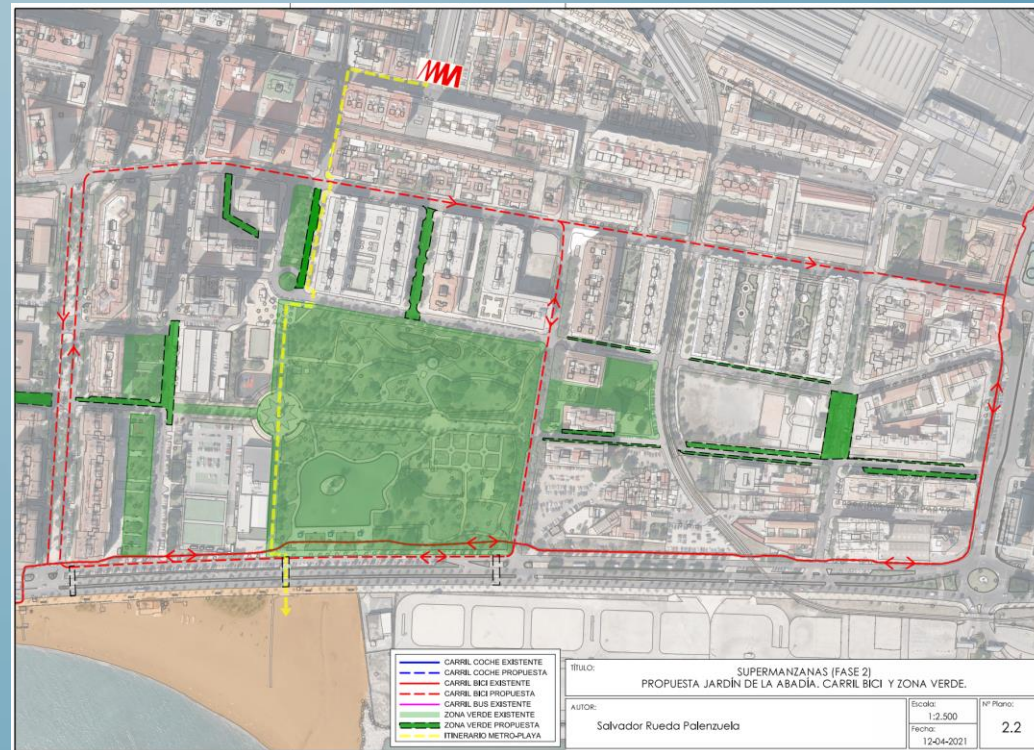 CARRIL COCHE EXISTENTE
CARRIL COCHE PROPUESTA
CARRIL BICI EXISTENTE
CARRIL BICI PROPUESTA
CARRIL BUS EXISTENTE
ZONA VERDE EXISTENTE
ZONA VERDE PROPUESTA
ITINERARIO METRO-PLAYA
TÍTULO:
SUPERMANZANAS (FASE 2)
PROPUESTA JARDÍN DE LA ABADÍA. CARRIL BICI Y ZONA VERDE.
AUTOR:
Salvador Rueda Palenzuela
Escala:
1:2.500
Fecha:
12-04-2021
Nº Plano:
2.2